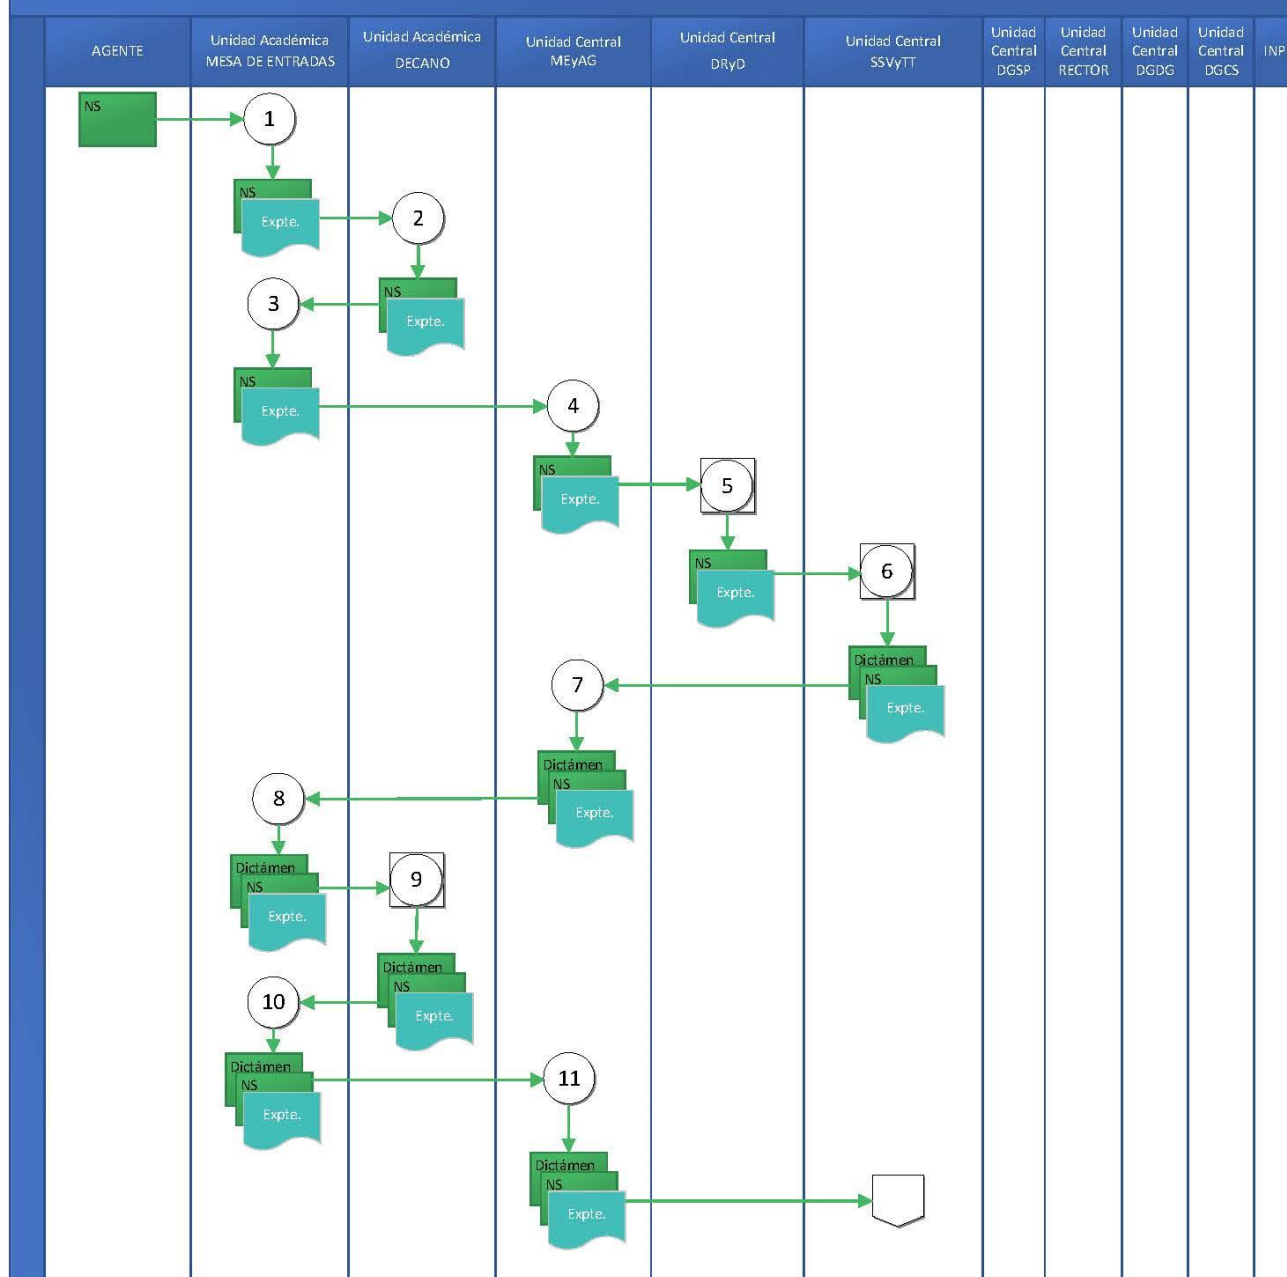 AGENTE
Unidad Académica
MESA DE ENTRADAS
Unidad Académica
DECANO
Unidad Central
MEyAG
Unidad Central
DRyD
Unidad Central
SSVyTT
Unidad
Central
DGSP
Unidad
Central
RECTOR
Unidad
Central
DGDG
Unidad
Central
DGCS
INP
NS
1
NS
Expte.
2
NS
Expte.
3
NS
Expte.
4
NS
Expte.
5
NS
Expte.
6
Dictámen
NS
Expte.
7
Dictámen
NS
Expte.
8
Dictámen
NS
Expte.
9
Dictámen
NS
Expte.
10
Dictámen
NS
Expte.
11
Dictámen
NS
Expte.